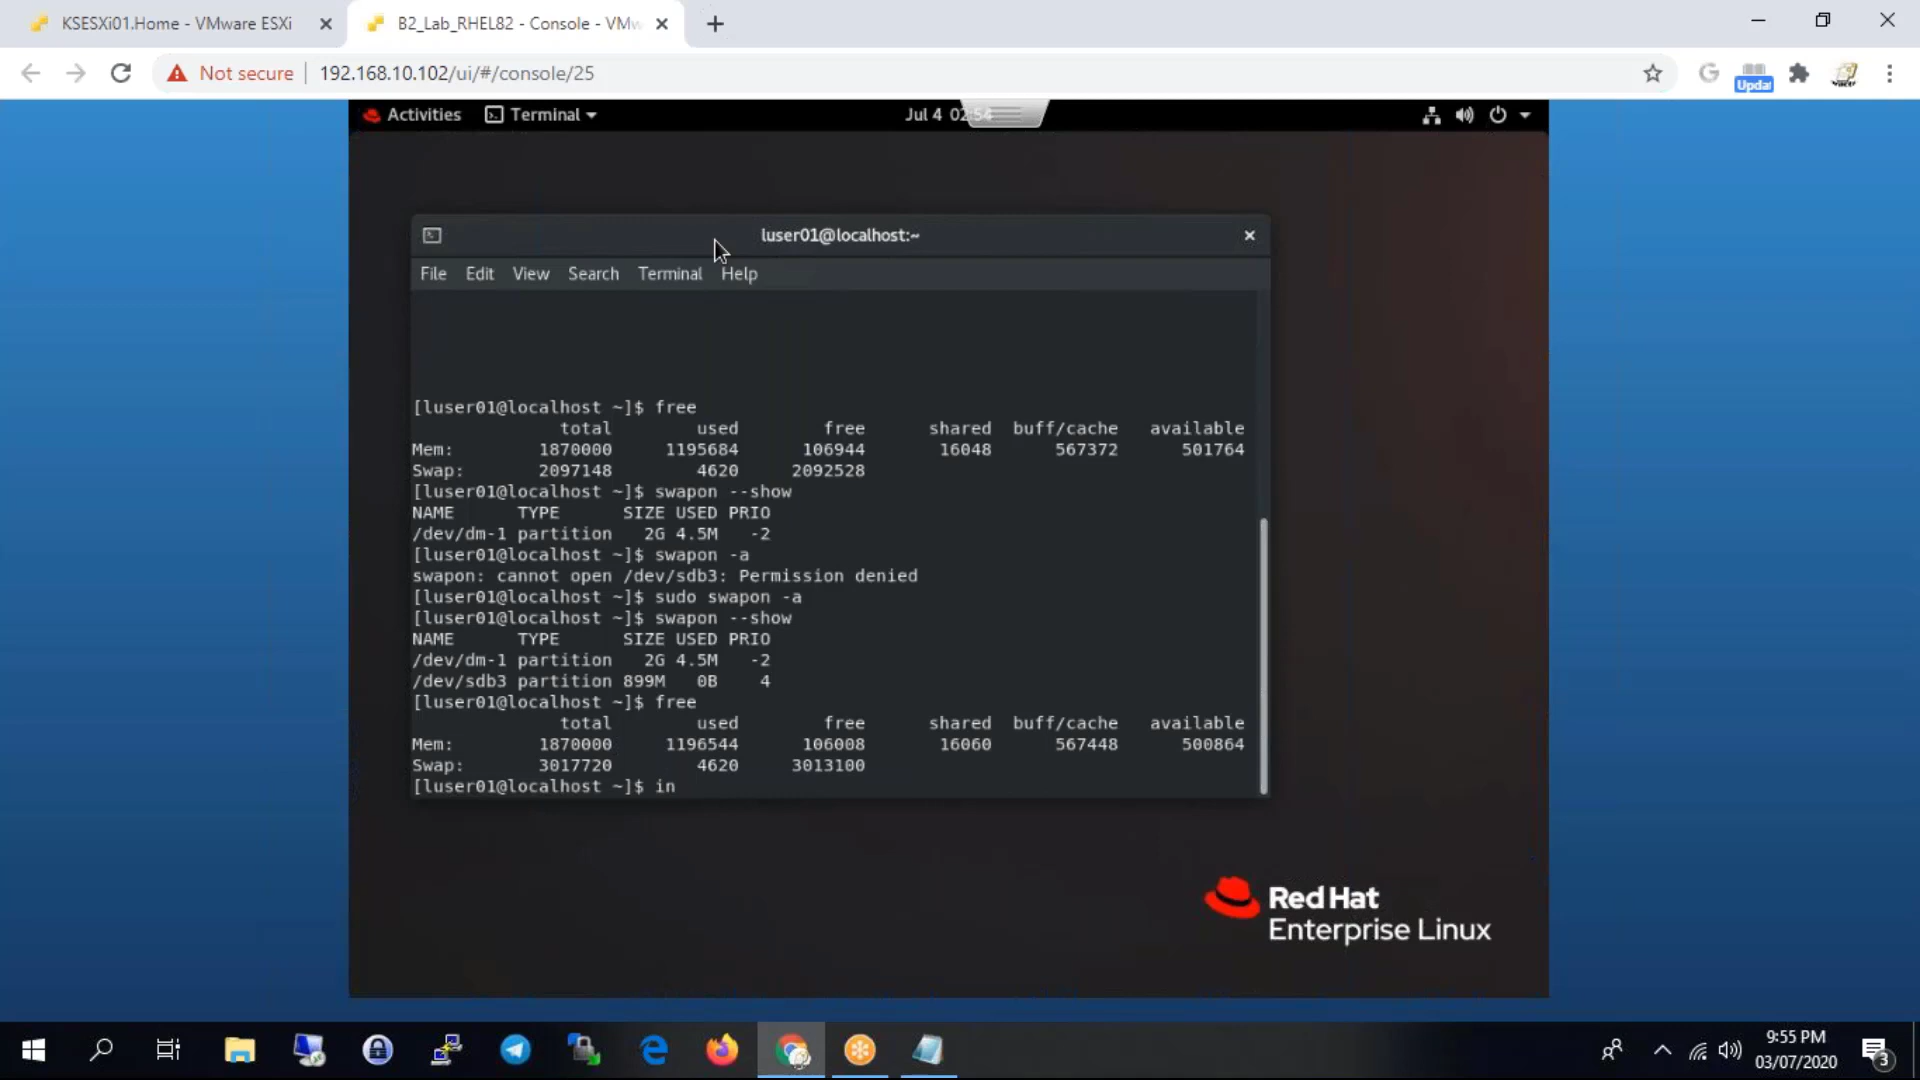 KSESXi01.Home - VMware ESXi
B2_Lab_RHEL82 - Console - VMw
Not secure
192.168.10.102/ui/#/console/25
Updat
Activities
Terminal
Jul 4 02:54
luser01@localhost:~
File Edit View Search Terminal Help
[luser01@localhost ~]$ free
total used free shared buff/cache available
Mem: 1870000 1195684 106944 16048 567372 501764
Swap: 2097148 4620 2092528
[luser01@localhost ~]$ swapon --show
NAME TYPE SIZE USED PRIO
/dev/dm-1 partition 2G 4.5M -2
[luser01@localhost ~]$ swapon -a
swapon: cannot open /dev/sdb3: Permission denied
[luser01@localhost ~]$ sudo swapon -a
[luser01@localhost ~]$ swapon --show
NAME TYPE SIZE USED PRIO
/dev/dm-1 partition 2G 4.5M -2
/dev/sdb3 partition 899M 0B 4
[luser01@localhost ~]$ free
total used free shared buff/cache available
Mem: 1870000 1196544 106008 16060 567448 500864
Swap: 3017720 4620 3013100
[luser01@localhost ~]$ in
Red Hat
Enterprise Linux
9:55 PM
03/07/2020
3